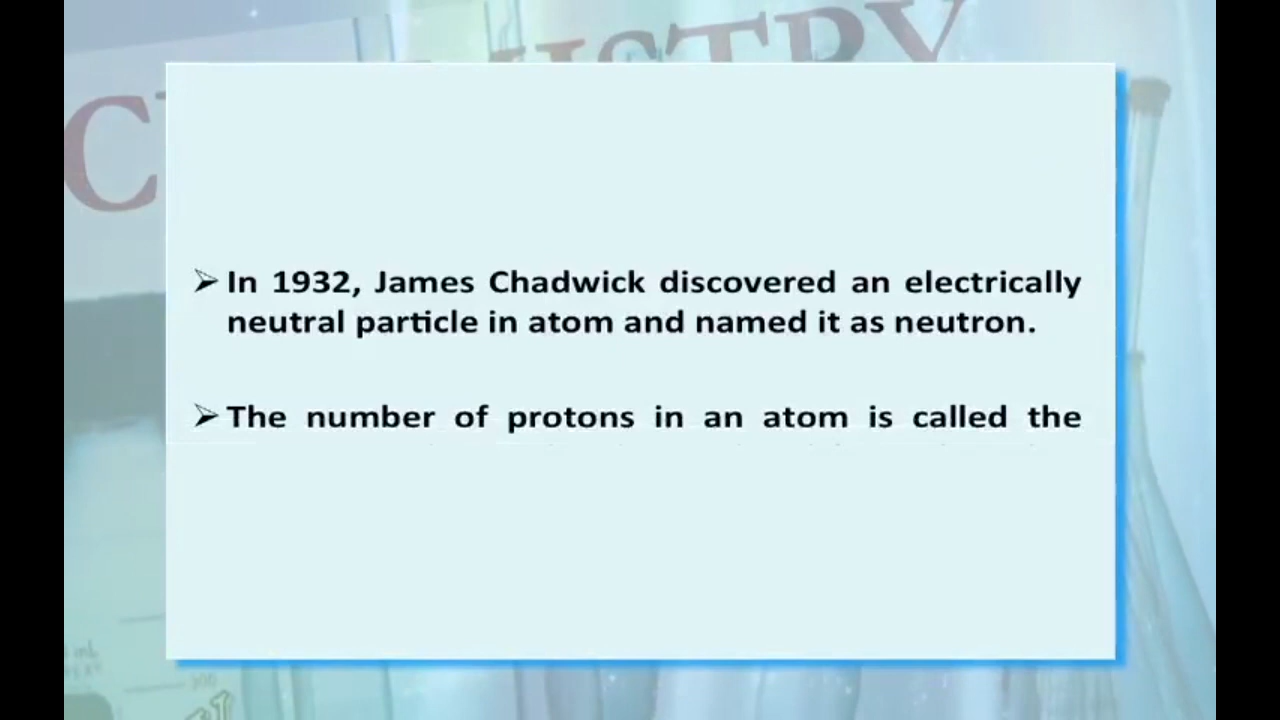 ➢ In 1932, James Chadwick discovered an electrically
neutral particle in atom and named it as neutron.
➢ The number of protons in an atom is called the